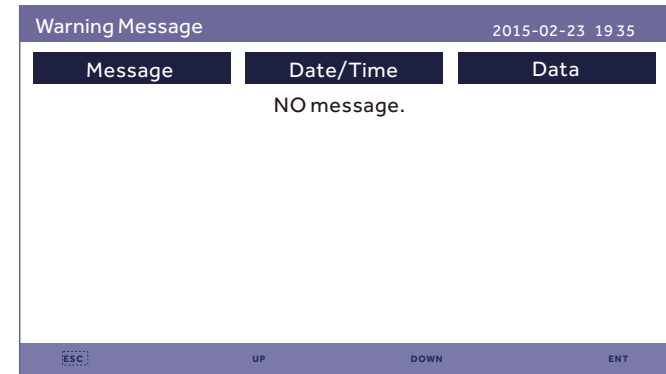 Warning Message 2015-02-23 19 35
Message Date/Time Data
NO message.
ESC UP DOWN ENT